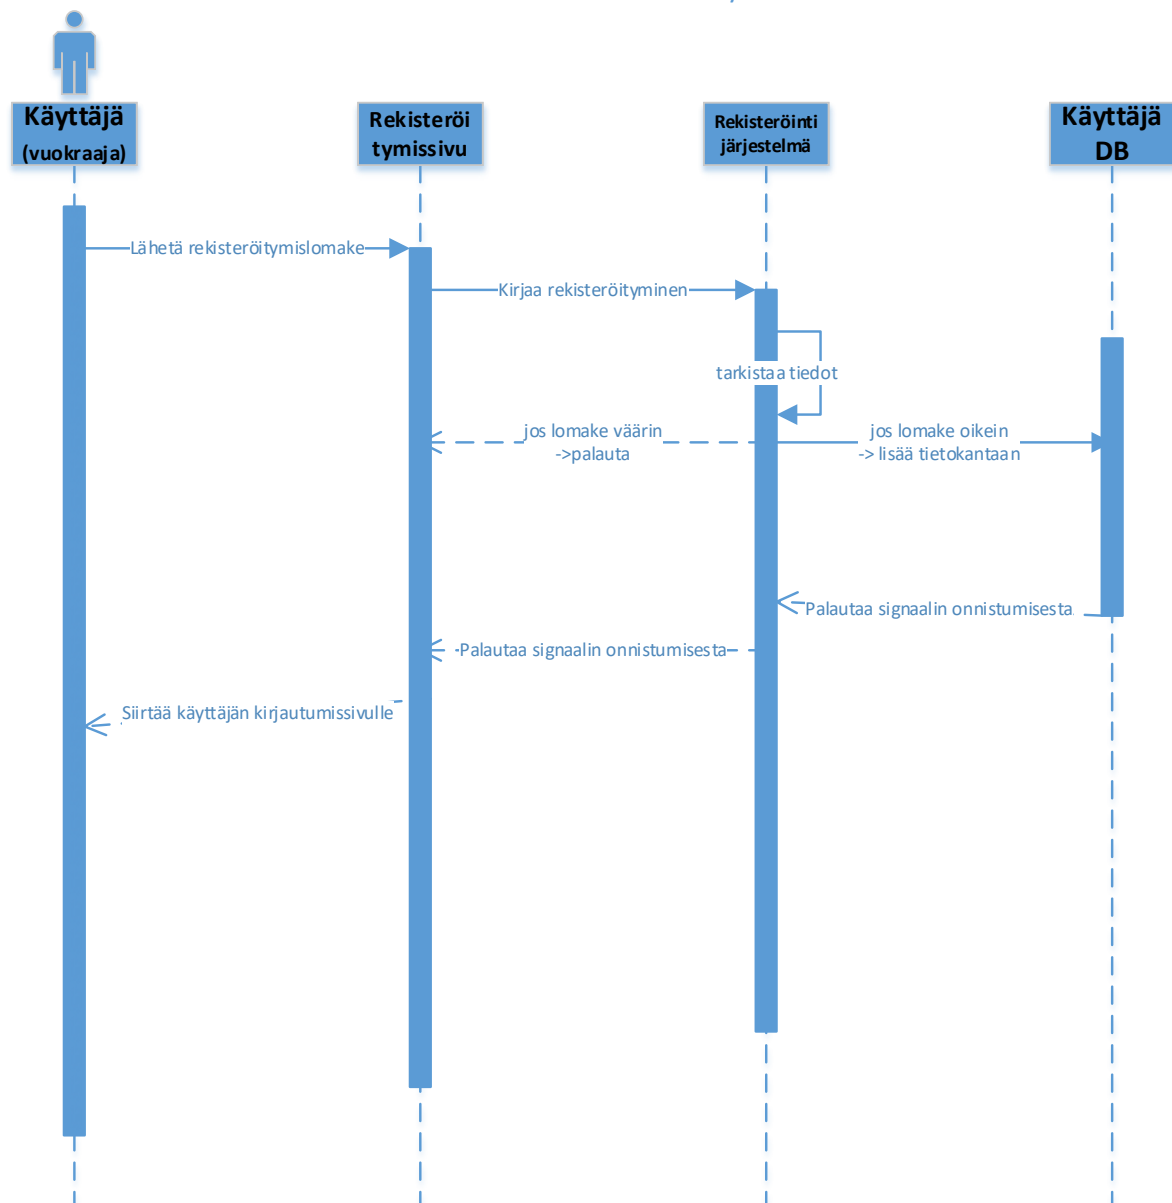 Käyttäjä
(vuokraaja)
Rekisteröi
tymissivu
Rekisteröinti
järjestelmä
Käyttäjä
DB
Lähetä rekisteröitymislomake
Kirjaa rekisteröityminen
tarkistaa tiedot
jos lomake väärin
->palauta
jos lomake oikein
-> lisää tietokantaan
Palautaa signaalin onnistumisesta
Palautaa signaalin onnistumisesta
Siirtää käyttäjän kirjautumissivulle